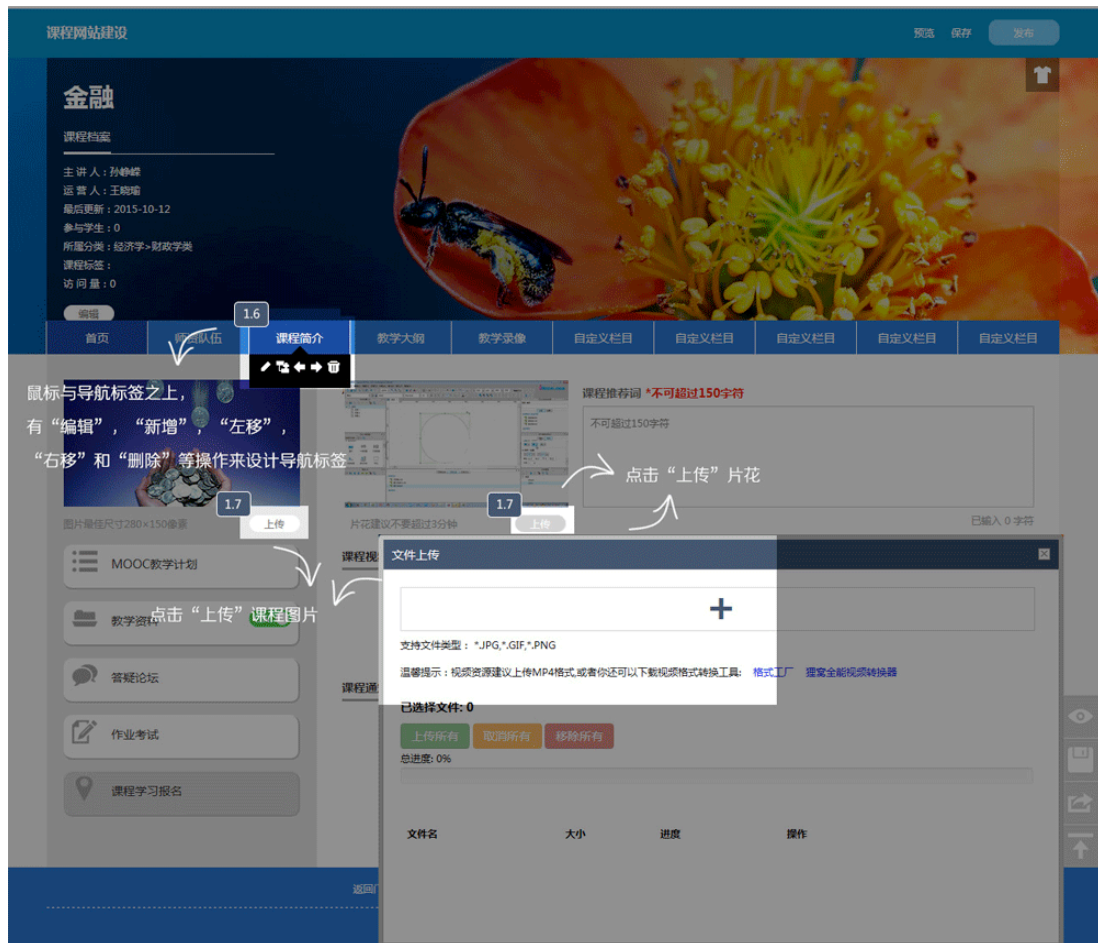 课程网站建设
预览 保存 发布
金融
课程档案
主 讲 人：孙峥嵘
运 营 人：王晓瑜
最后更新：2015-10-12
参与学生：0
所属分类：经济学>财政学类
课程标签：
访 问 量：0
编辑
1.6
首页 师资队伍 课程简介 教学大纲 教学录像 自定义栏目 自定义栏目 自定义栏目 自定义栏目 自定义栏目
鼠标与导航标签之上，
有“编辑”，“新增”，“左移”，
“右移”和“删除”等操作来设计导航标签
课程推荐词 *不可超过150字符
不可超过150字符
点击“上传”片花
1.7
1.7
图片最佳尺寸280×150像素 上传
片花建议不要超过3分钟 上传
已输入 0 字符
MOOC教学计划
教学资料
点击“上传”课程图片
答疑论坛
作业考试
课程学习报名
课程视
课程通
文件上传
支持文件类型： *.JPG,*.GIF,*.PNG
温馨提示：视频资源建议上传MP4格式,或者你还可以下载视频格式转换工具: 格式工厂 狸窝全能视频转换器
已选择文件: 0
上传所有 取消所有 移除所有
总进度: 0%
文件名 大小 进度 操作
返回